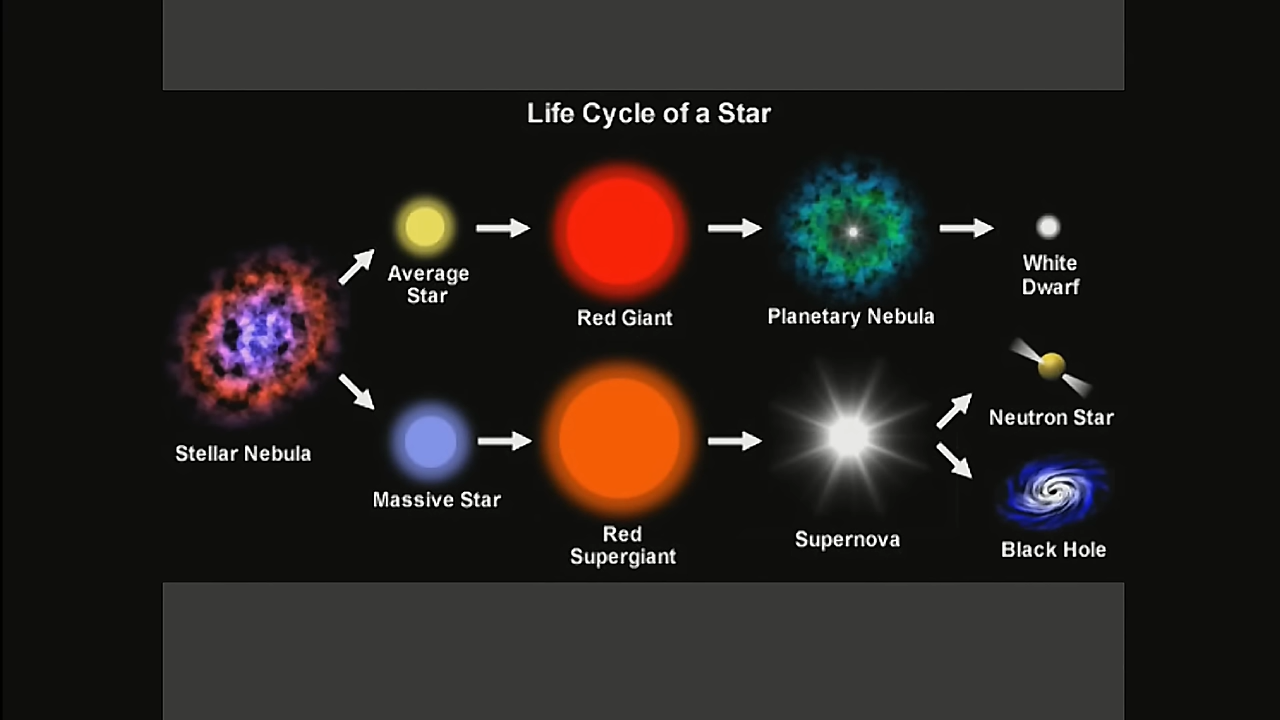 Life Cycle of a Star
Average
Star
Red Giant
Planetary Nebula
White
Dwarf
Stellar Nebula
Massive Star
Red
Supergiant
Supernova
Neutron Star
Black Hole